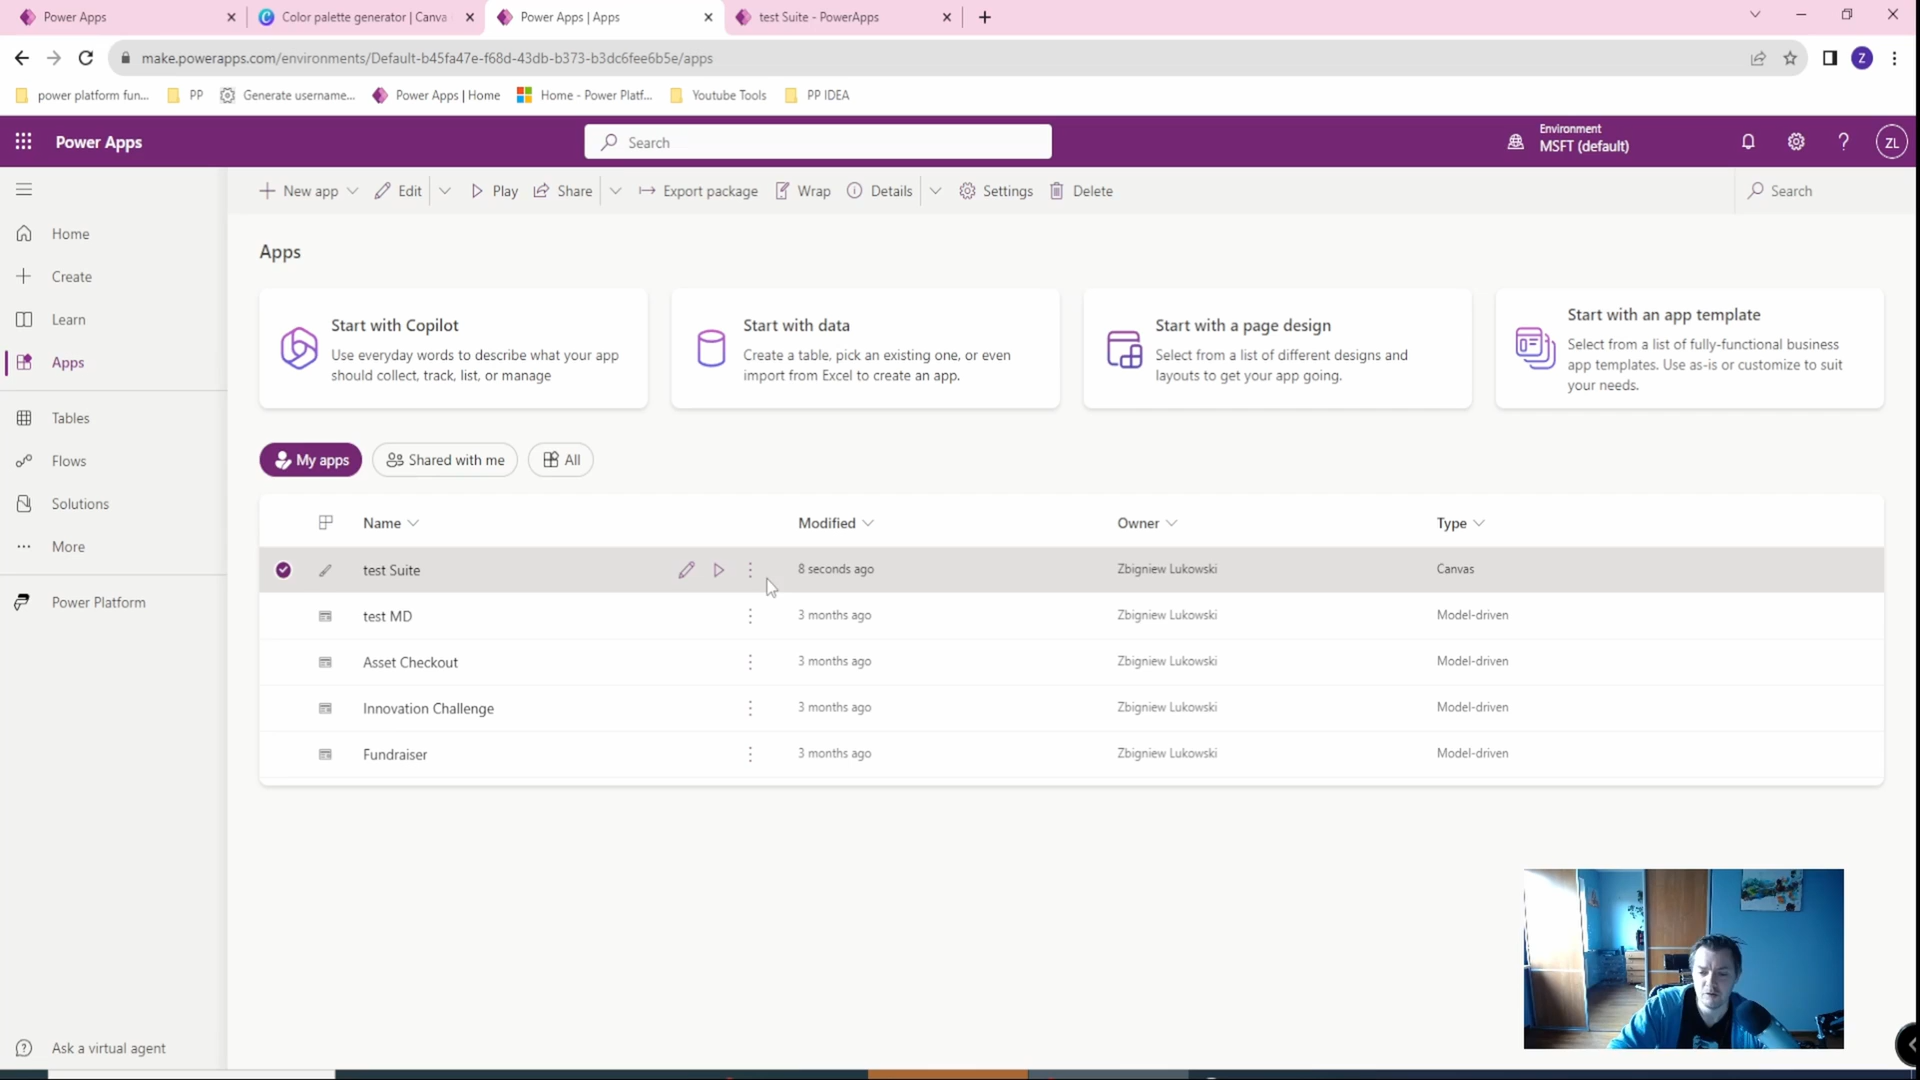 Power Apps
Color palette generator | Canva
Power Apps | Apps
test Suite - PowerApps
make.powerapps.com/environments/Default-b45fa47e-f68d-43db-b373-b3dc6fee6b5e/apps
Z
power platform fun...
PP
Generate username...
Power Apps | Home
Home - Power Platf...
Youtube Tools
PP IDEA
Power Apps
Search
Environment
MSFT (default)
ZL
New app
Edit
Play
Share
Export package
Wrap
Details
Settings
Delete
Search
Home
Create
Learn
Apps
Tables
Flows
Solutions
More
Power Platform
Ask a virtual agent
Apps
Start with Copilot
Use everyday words to describe what your app
should collect, track, list, or manage
Start with data
Create a table, pick an existing one, or even
import from Excel to create an app.
Start with a page design
Select from a list of different designs and
layouts to get your app going.
Start with an app template
Select from a list of fully-functional business
app templates. Use as-is or customize to suit
your needs.
My apps
Shared with me
All
Name
Modified
Owner
Type
test Suite
8 seconds ago
Zbigniew Lukowski
Canvas
test MD
3 months ago
Zbigniew Lukowski
Model-driven
Asset Checkout
3 months ago
Zbigniew Lukowski
Model-driven
Innovation Challenge
3 months ago
Zbigniew Lukowski
Model-driven
Fundraiser
3 months ago
Zbigniew Lukowski
Model-driven